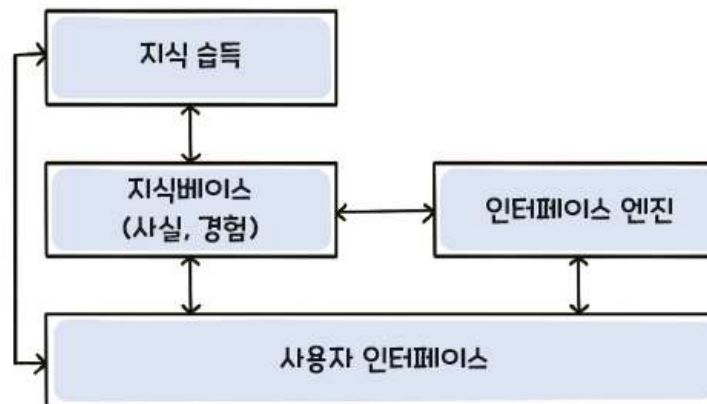 지식 습득
지식베이스
(사실, 경험)
인터페이스 엔진
사용자 인터페이스